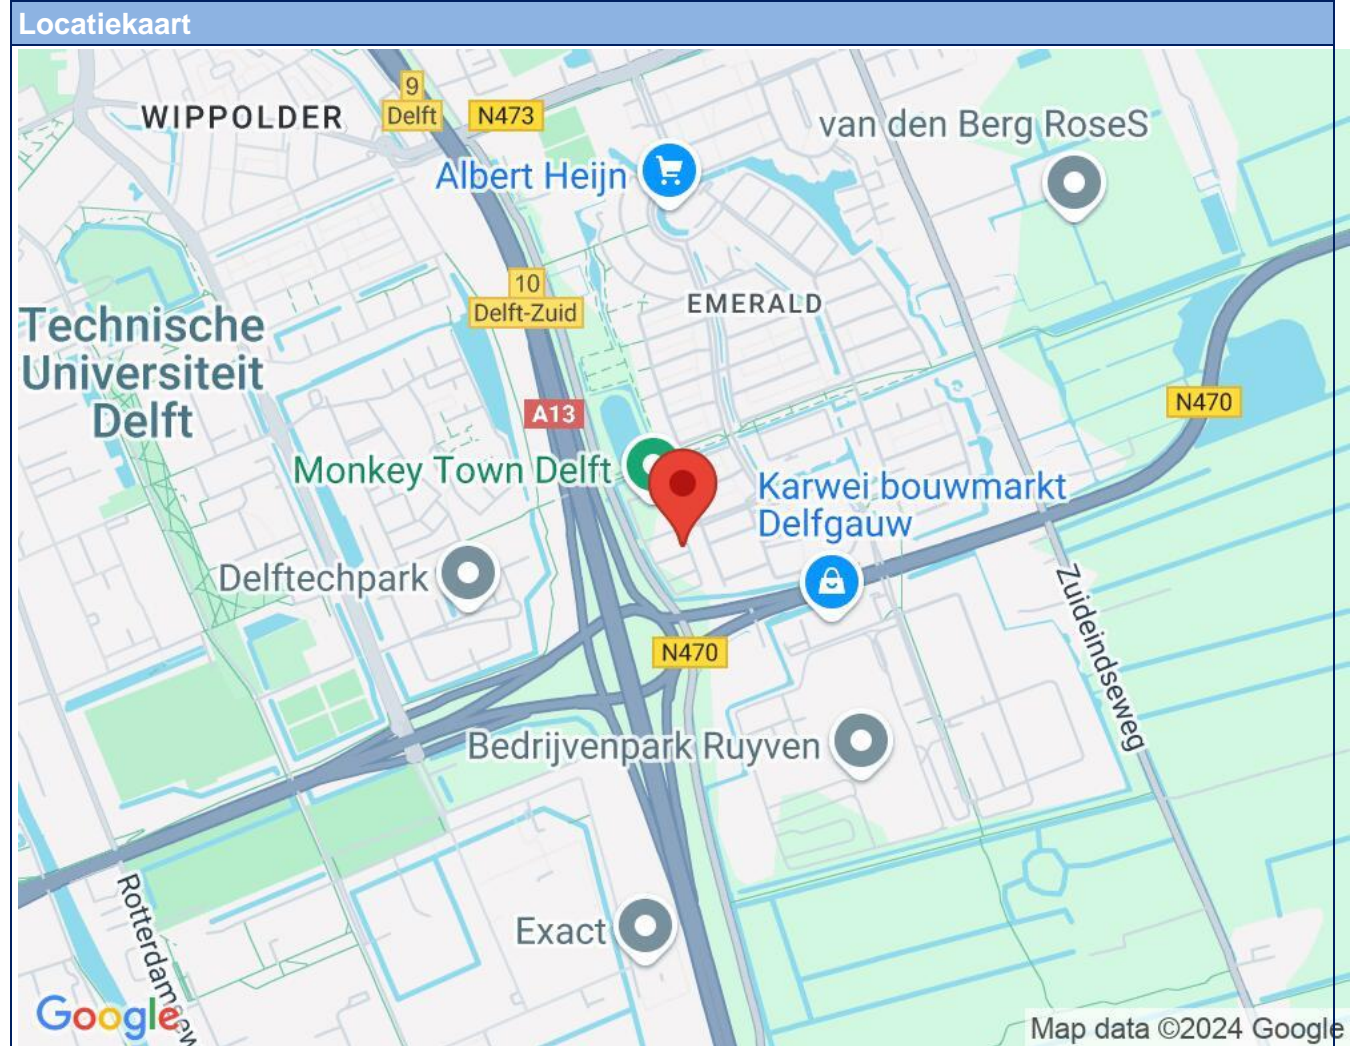 Locatiekaart
9
Delft
N473
WIPPOLDER
van den Berg RoseS
Albert Heijn
10
Delft-Zuid
EMERALD
Technische
Universiteit
Delft
A13
N470
Monkey Town Delft
Karwei bouwmarkt
Delfgauw
Delftechpark
Zuideindseweg
N470
Bedrijvenpark Ruyven
Rotterdamsew
Exact
Google
Map data ©2024 Google